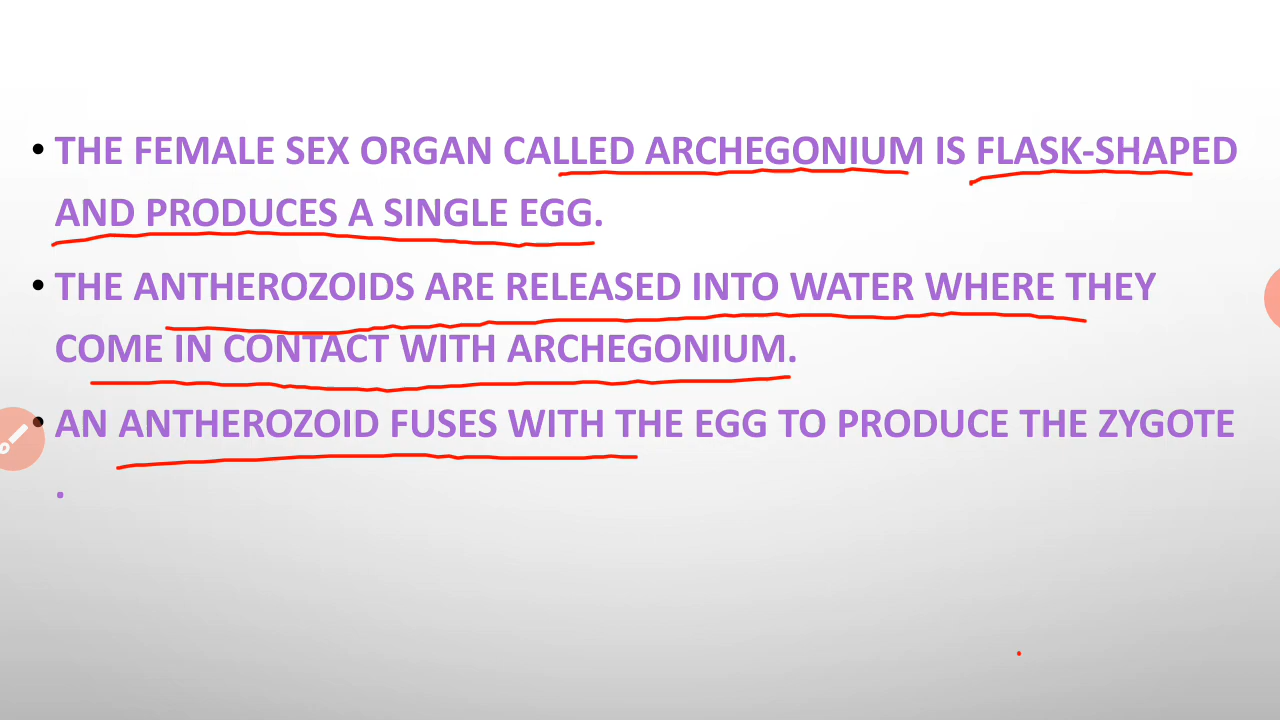 • THE FEMALE SEX ORGAN CALLED ARCHEGONIUM IS FLASK-SHAPED
AND PRODUCES A SINGLE EGG.
• THE ANTHEROZOIDS ARE RELEASED INTO WATER WHERE THEY
COME IN CONTACT WITH ARCHEGONIUM.
• AN ANTHEROZOID FUSES WITH THE EGG TO PRODUCE THE ZYGOTE
.